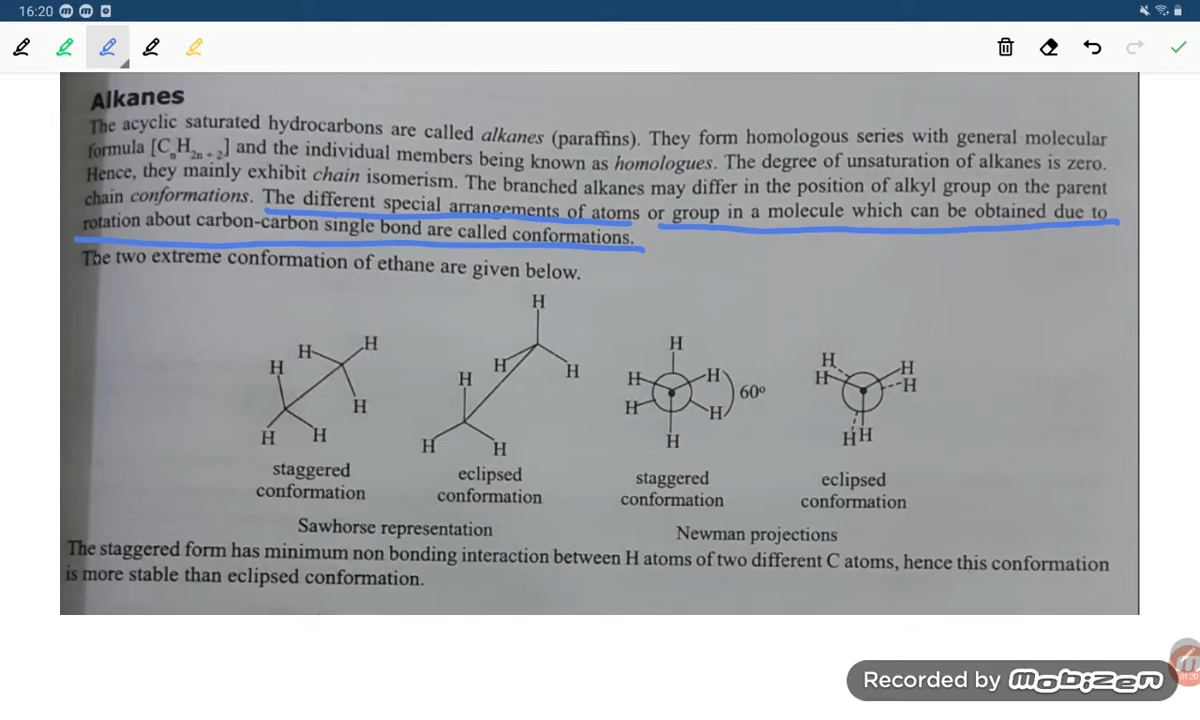 16:20
Alkanes
The acyclic saturated hydrocarbons are called alkanes (paraffins). They form homologous series with general molecular
formula [CnH2n + 2] and the individual members being known as homologues. The degree of unsaturation of alkanes is zero.
Hence, they mainly exhibit chain isomerism. The branched alkanes may differ in the position of alkyl group on the parent
chain conformations. The different special arrangements of atoms or group in a molecule which can be obtained due to
rotation about carbon-carbon single bond are called conformations.
The two extreme conformation of ethane are given below.
H H H H H H
staggered
conformation
H H H H H H
eclipsed
conformation
H H H H H H 60º
staggered
conformation
H H H H H H
eclipsed
conformation
Sawhorse representation
Newman projections
The staggered form has minimum non bonding interaction between H atoms of two different C atoms, hence this conformation
is more stable than eclipsed conformation.
Recorded by mobizen
01:20